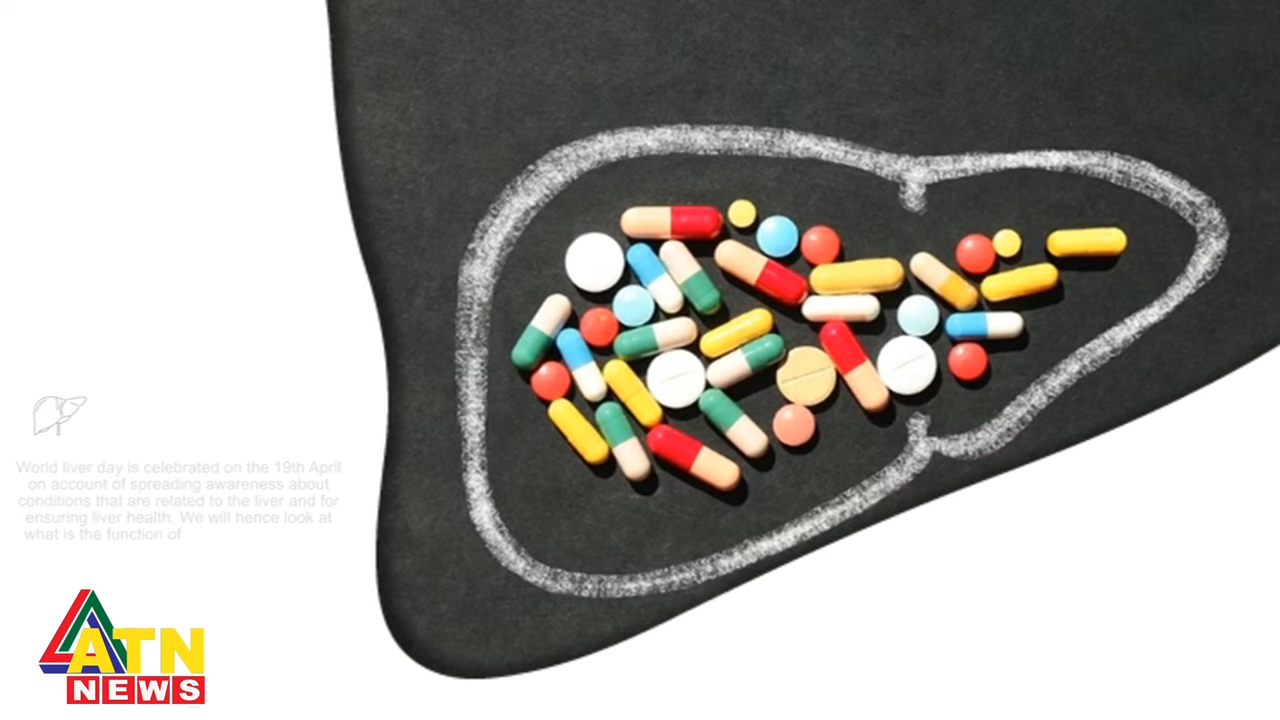 World liver day is celebrated on the 19th April
on account of spreading awareness about
conditions that are related to the liver and for
ensuring liver health. We will hence look at
what is the function of
ATN
NEWS